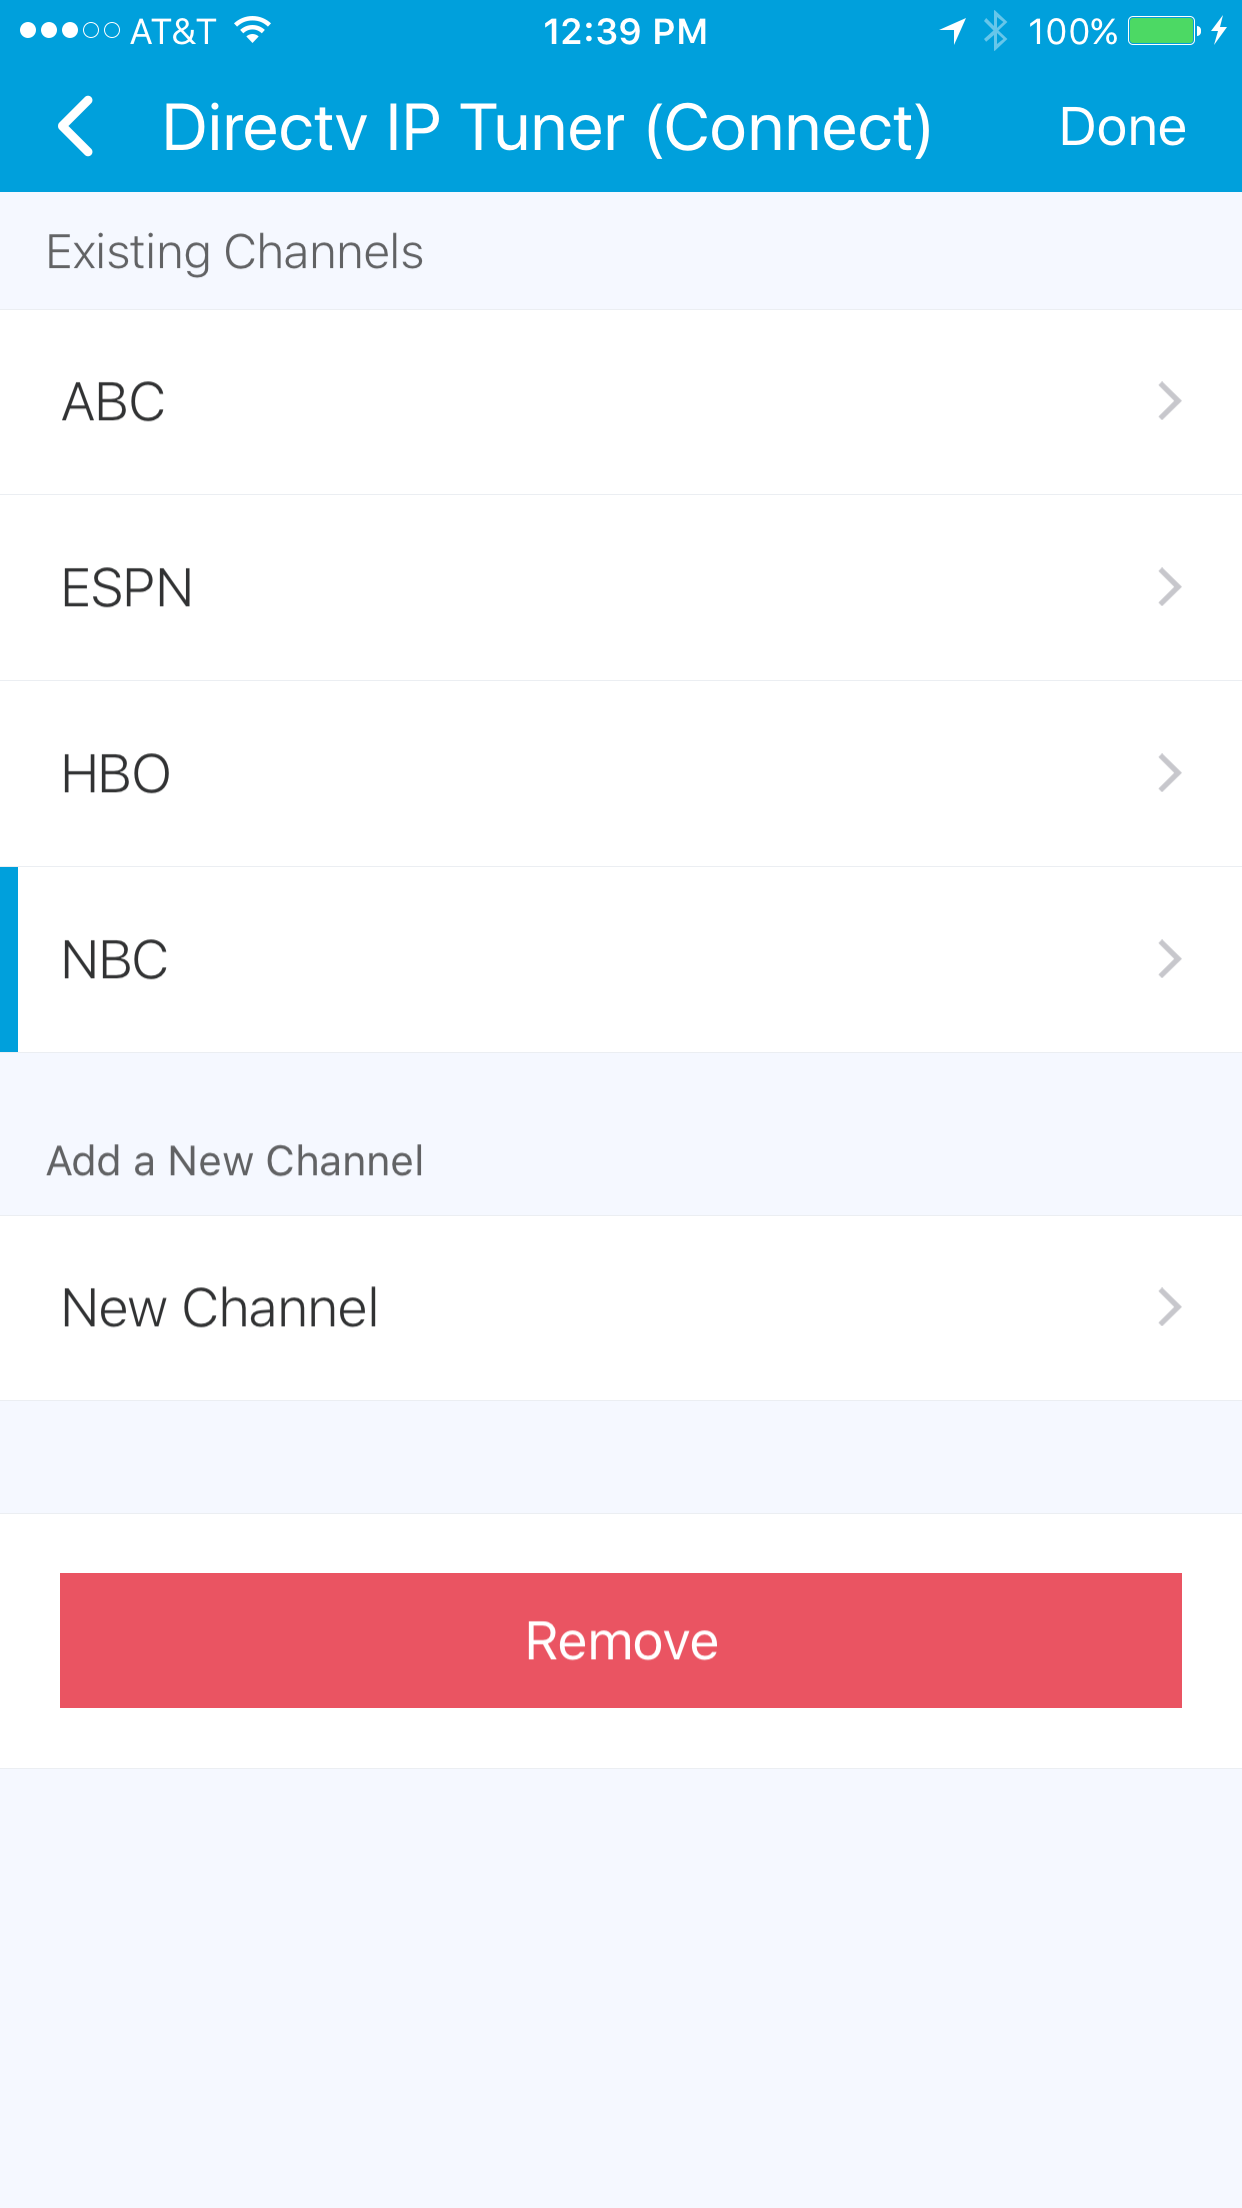 AT&T 12:39 PM 100%
Directv IP Tuner (Connect) Done
Existing Channels
ABC
ESPN
HBO
NBC
Add a New Channel
New Channel
Remove